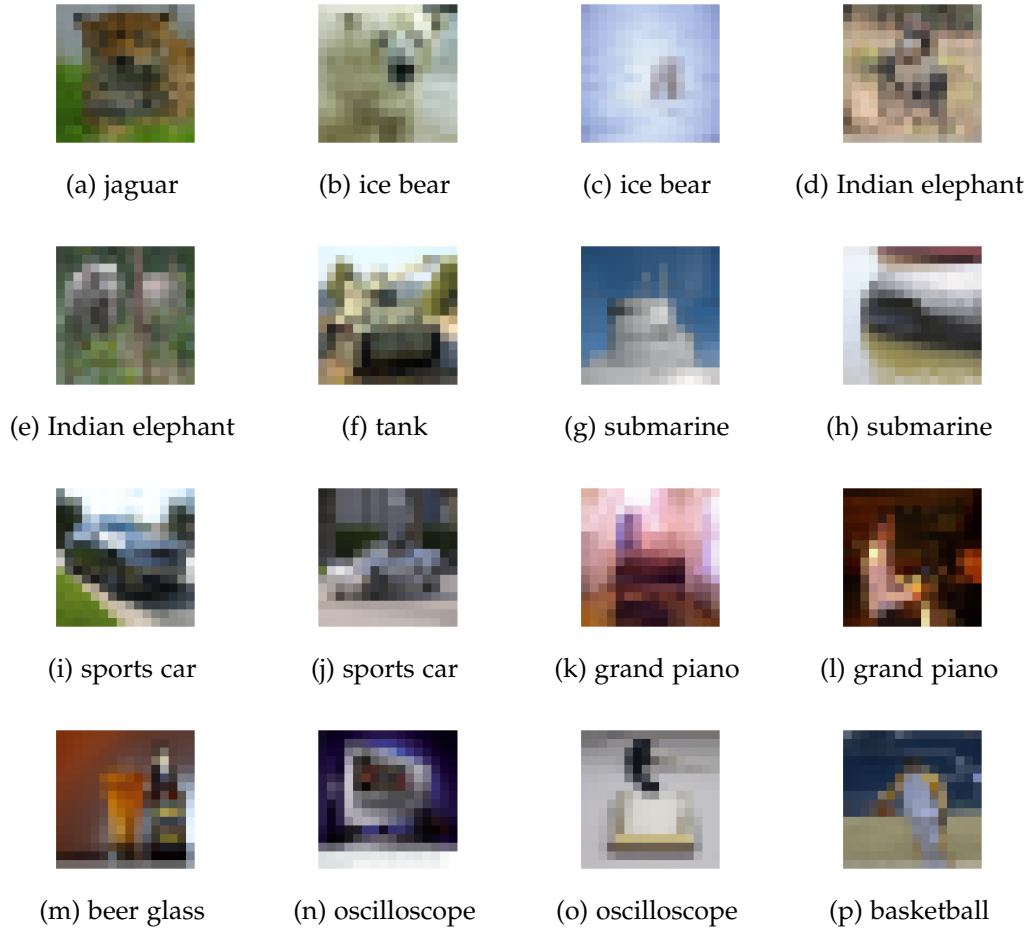 (a) jaguar
(b) ice bear
(c) ice bear
(d) Indian elephant
(e) Indian elephant
(f) tank
(g) submarine
(h) submarine
(i) sports car
(j) sports car
(k) grand piano
(l) grand piano
(m) beer glass
(n) oscilloscope
(o) oscilloscope
(p) basketball